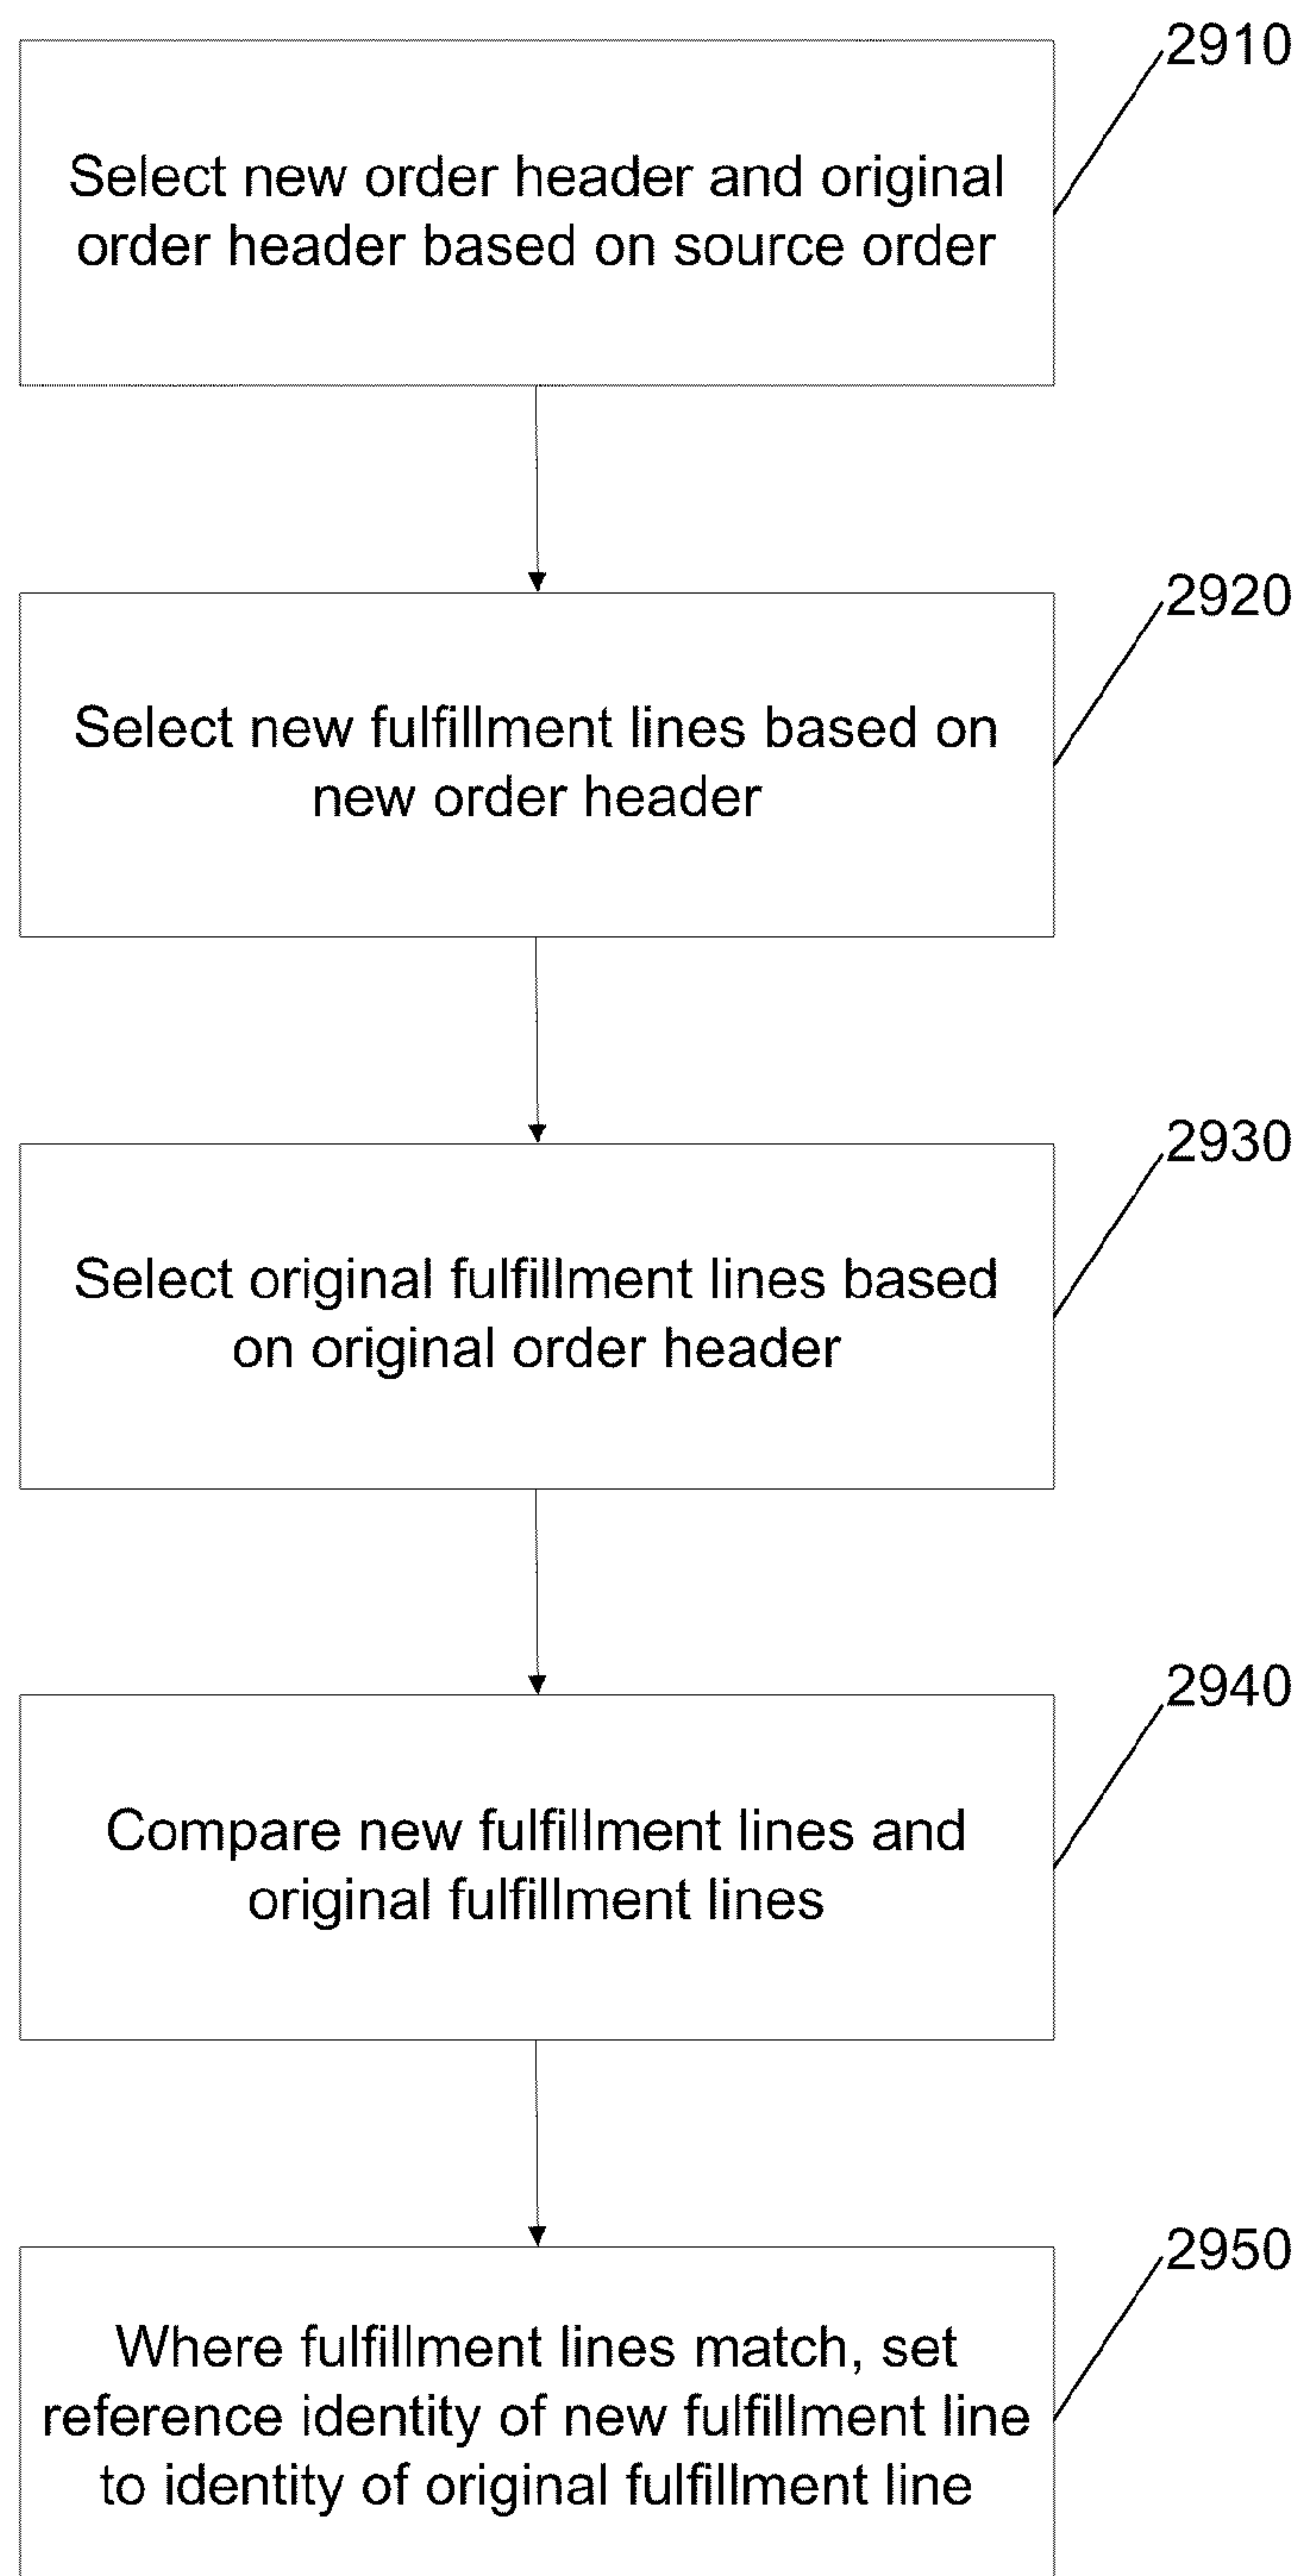 2910
Select new order header and original
order header based on source order
2920
Select new fulfillment lines based on
new order header
2930
Select original fulfillment lines based
on original order header
2940
Compare new fulfillment lines and
original fulfillment lines
2950
Where fulfillment lines match, set
reference identity of new fulfillment line
to identity of original fulfillment line